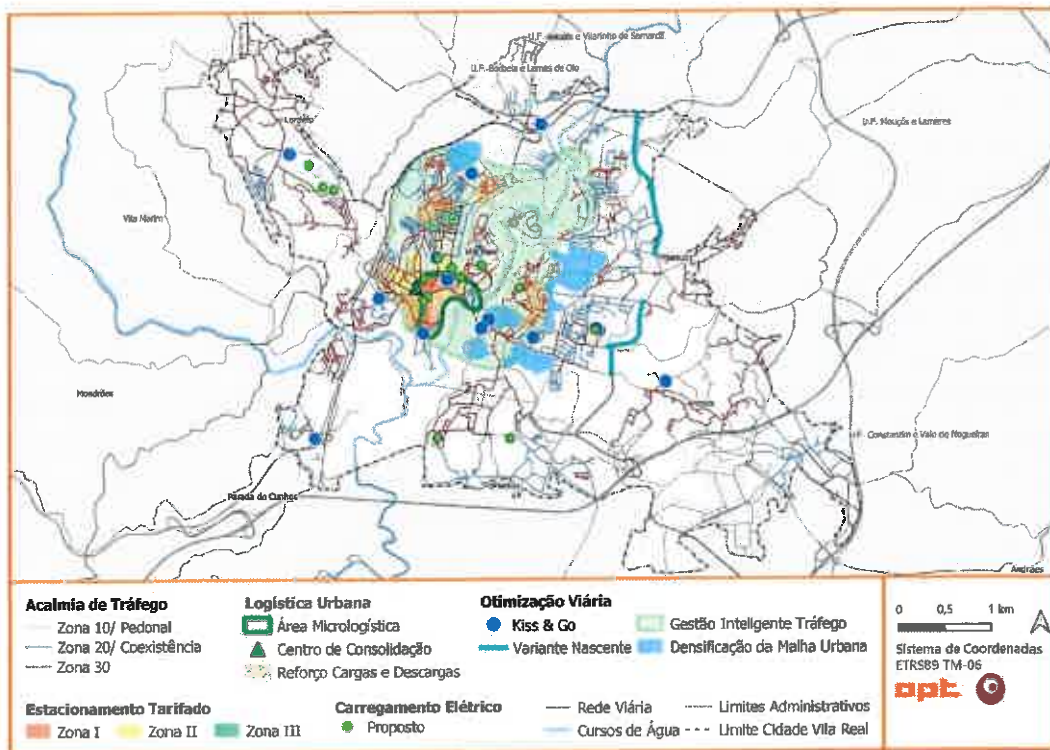 U.F. Borbela e Lamas de Olo
U.F. Mouçós e Lamares
Vila Marim
Mondrões
Constantim e Vale de Nogueiras
Parada de Cunhos
Andrães
Acalmia de Tráfego
Zona 10/ Pedonal
Zona 20/ Coexistência
Zona 30
Logística Urbana
Área Micrologística
Centro de Consolidação
Reforço Cargas e Descargas
Otimização Viária
Kiss & Go
Variante Nascente
Gestão Inteligente Tráfego
Densificação da Malha Urbana
Estacionamento Tarifado
Zona I
Zona II
Zona III
Carregamento Elétrico
Proposto
Rede Viária
Cursos de Água
Limites Administrativos
Limite Cidade Vila Real
0 0,5 1 km
Sistema de Coordenadas
ETRS89 TM-06